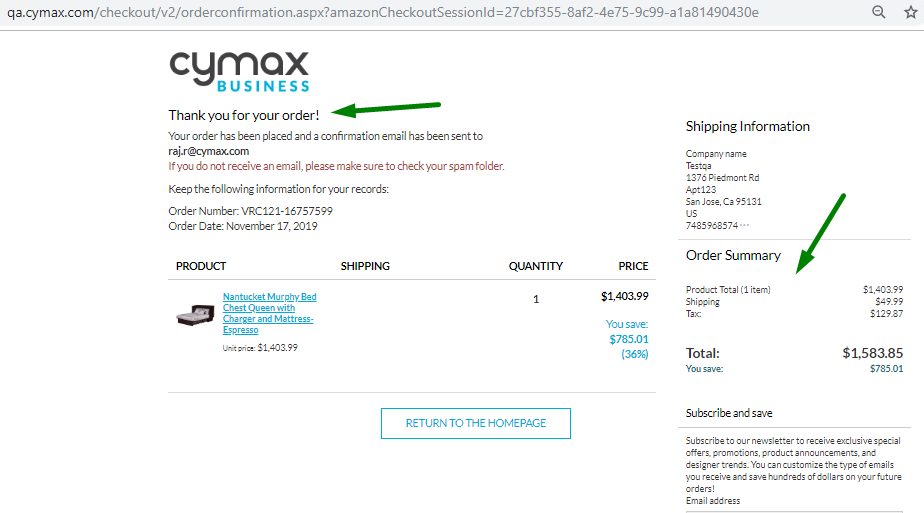 qa.cymax.com/checkout/v2/orderconfirmation.aspx?amazonCheckoutSessionId=27cbf355-8af2-4e75-9c99-a1a81490430e
cymax
BUSINESS
Thank you for your order!
Your order has been placed and a confirmation email has been sent to
raj.r@cymax.com
If you do not receive an email, please make sure to check your spam folder.
Keep the following information for your records:
Order Number: VRC121-16757599
Order Date: November 17, 2019
PRODUCT SHIPPING QUANTITY PRICE
Nantucket Murphy Bed
Chest Queen with
Charger and Mattress-
Espresso
Unit price: $1,403.99
1
$1,403.99
You save:
$785.01
(36%)
RETURN TO THE HOMEPAGE
Shipping Information
Company name
Testqa
1376 Piedmont Rd
Apt123
San Jose, Ca 95131
US
7485968574 ---
Order Summary
Product Total (1 item) $1,403.99
Shipping $49.99
Tax: $129.87
Total: $1,583.85
You save: $785.01
Subscribe and save
Subscribe to our newsletter to receive exclusive special
offers, promotions, product announcements, and
designer trends. You can customize the type of emails
you receive and save hundreds of dollars on your future
orders!
Email address